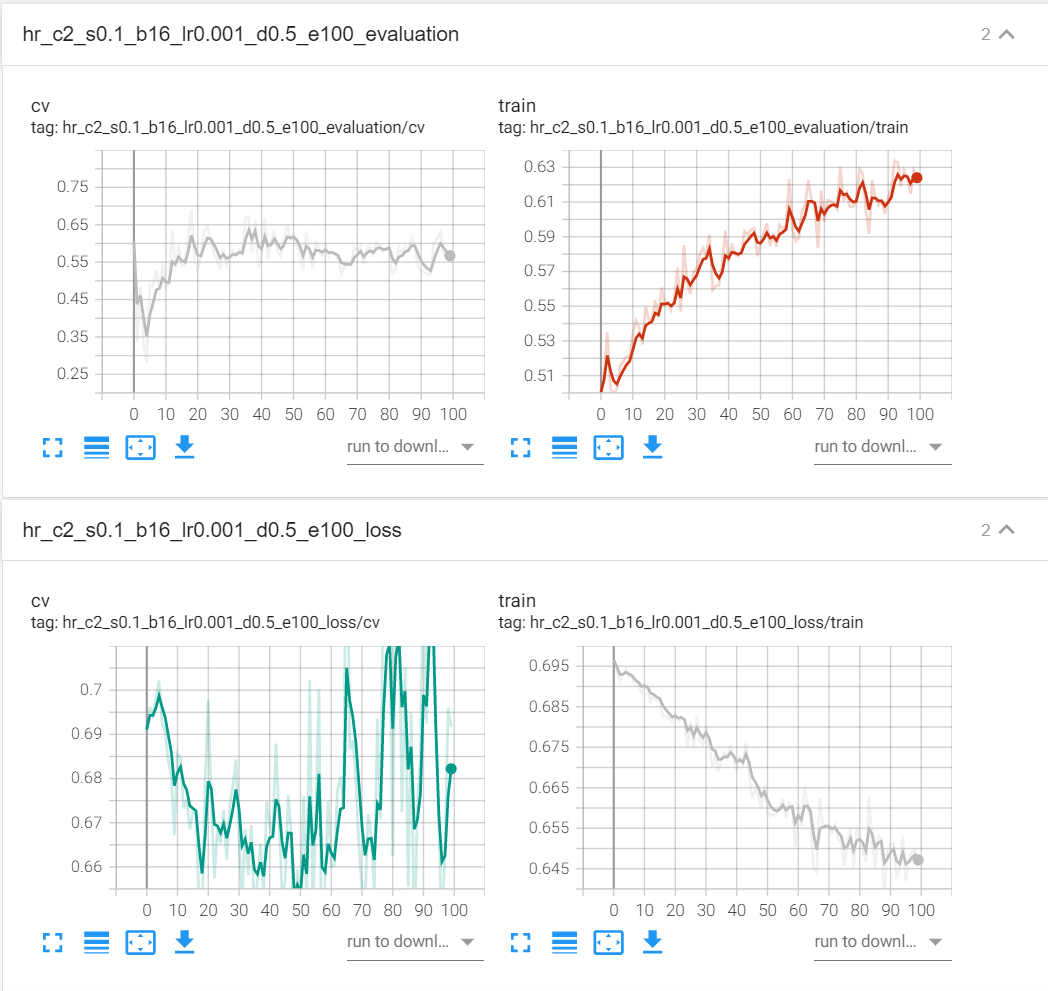 hr_c2_s0.1_b16_lr0.001_d0.5_e100_evaluation 2
cv
tag: hr_c2_s0.1_b16_lr0.001_d0.5_e100_evaluation/cv
0.75
0.65
0.55
0.45
0.35
0.25
0 10 20 30 40 50 60 70 80 90 100
run to downl...
train
tag: hr_c2_s0.1_b16_lr0.001_d0.5_e100_evaluation/train
0.63
0.61
0.59
0.57
0.55
0.53
0.51
0 10 20 30 40 50 60 70 80 90 100
run to downl...
hr_c2_s0.1_b16_lr0.001_d0.5_e100_loss 2
cv
tag: hr_c2_s0.1_b16_lr0.001_d0.5_e100_loss/cv
0.7
0.69
0.68
0.67
0.66
0 10 20 30 40 50 60 70 80 90 100
run to downl...
train
tag: hr_c2_s0.1_b16_lr0.001_d0.5_e100_loss/train
0.695
0.685
0.675
0.665
0.655
0.645
0 10 20 30 40 50 60 70 80 90 100
run to downl...